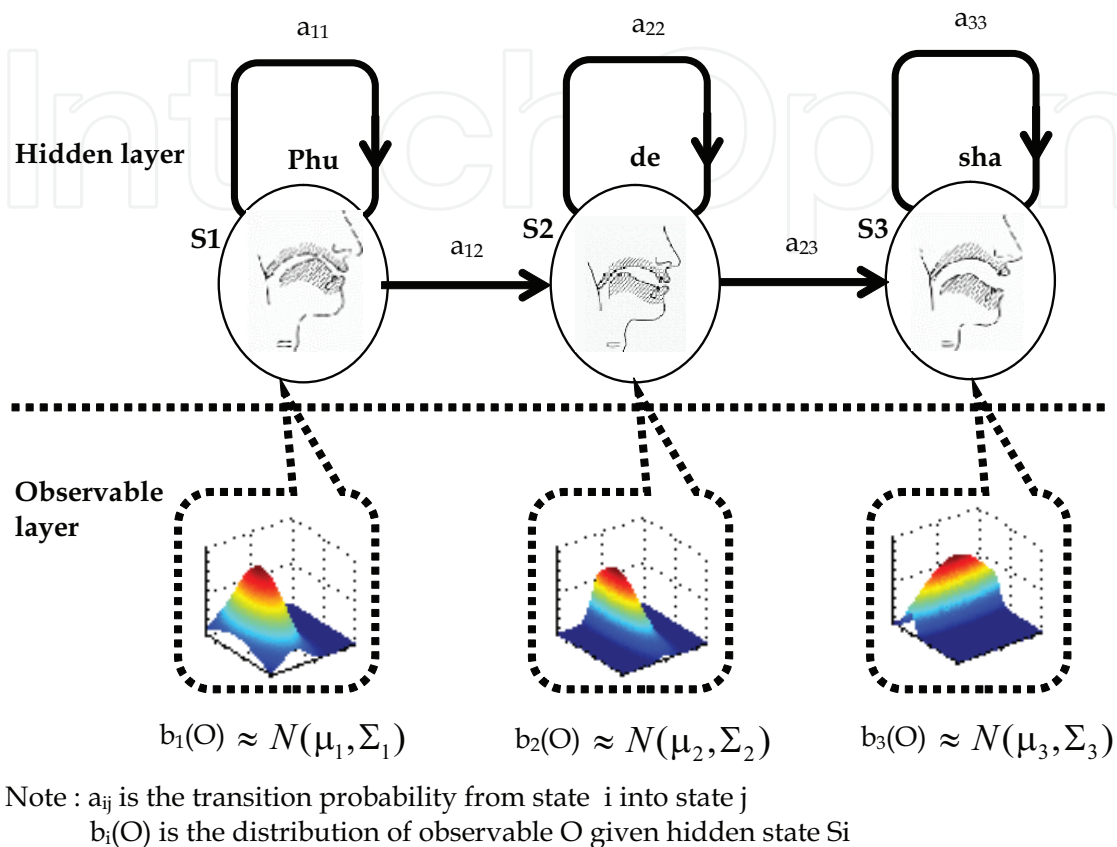 IntechOpen
a₁₁ a₂₂ a₃₃
Hidden layer Phu de sha
S1 S2 S3
a₁₂ a₂₃
Observable
layer
b₁(O) ≈ N(μ₁,Σ₁) b₂(O) ≈ N(μ₂,Σ₂) b₃(O) ≈ N(μ₃,Σ₃)
Note : aᵢⱼ is the transition probability from state i into state j
bᵢ(O) is the distribution of observable O given hidden state Si